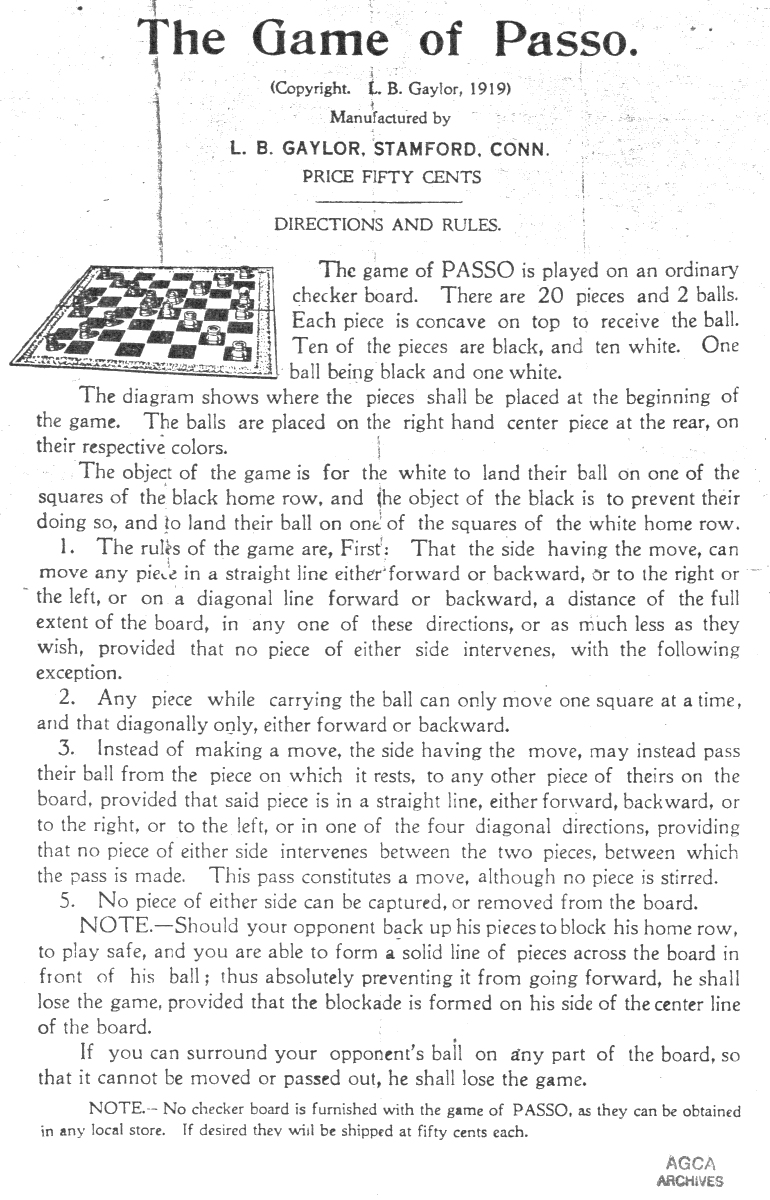 The Game of Passo.
(Copyright. L. B. Gaylor, 1919)
Manufactured by
L. B. GAYLOR, STAMFORD, CONN.
PRICE FIFTY CENTS
DIRECTIONS AND RULES.
The game of PASSO is played on an ordinary
checker board. There are 20 pieces and 2 balls.
Each piece is concave on top to receive the ball.
Ten of the pieces are black, and ten white. One
ball being black and one white.
The diagram shows where the pieces shall be placed at the beginning of
the game. The balls are placed on the right hand center piece at the rear, on
their respective colors.
The object of the game is for the white to land their ball on one of the
squares of the black home row, and the object of the black is to prevent their
doing so, and to land their ball on one of the squares of the white home row.
1. The rules of the game are, First: That the side having the move, can
move any piece in a straight line either forward or backward, or to the right or
the left, or on a diagonal line forward or backward, a distance of the full
extent of the board, in any one of these directions, or as much less as they
wish, provided that no piece of either side intervenes, with the following
exception.
2. Any piece while carrying the ball can only move one square at a time,
and that diagonally only, either forward or backward.
3. Instead of making a move, the side having the move, may instead pass
their ball from the piece on which it rests, to any other piece of theirs on the
board, provided that said piece is in a straight line, either forward, backward, or
to the right, or to the left, or in one of the four diagonal directions, providing
that no piece of either side intervenes between the two pieces, between which
the pass is made. This pass constitutes a move, although no piece is stirred.
5. No piece of either side can be captured, or removed from the board.
NOTE.—Should your opponent back up his pieces to block his home row,
to play safe, and you are able to form a solid line of pieces across the board in
front of his ball; thus absolutely preventing it from going forward, he shall
lose the game, provided that the blockade is formed on his side of the center line
of the board.
If you can surround your opponent's ball on any part of the board, so
that it cannot be moved or passed out, he shall lose the game.
NOTE.-- No checker board is furnished with the game of PASSO, as they can be obtained
in any local store. If desired they will be shipped at fifty cents each.
AGCA
ARCHIVES